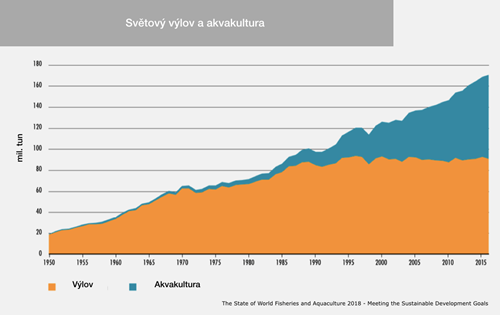 Světový výlov a akvakultura
mil. tun
180
160
140
120
100
80
60
40
20
0
1950 1955 1960 1965 1970 1975 1980 1985 1990 1995 2000 2005 2010 2015
Výlov Akvakultura
The State of World Fisheries and Aquaculture 2018 - Meeting the Sustainable Development Goals